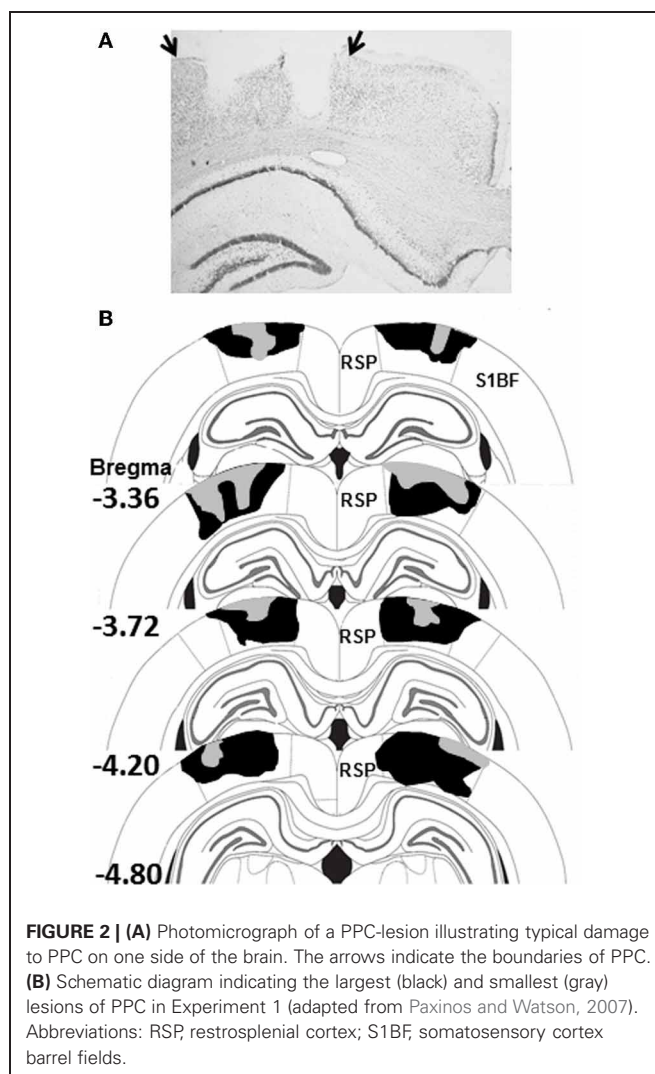 A
B
RSP
S1BF
Bregma
-3.36
RSP
-3.72
RSP
-4.20
RSP
-4.80
FIGURE 2 | (A) Photomicrograph of a PPC-lesion illustrating typical damage
to PPC on one side of the brain. The arrows indicate the boundaries of PPC.
(B) Schematic diagram indicating the largest (black) and smallest (gray)
lesions of PPC in Experiment 1 (adapted from Paxinos and Watson, 2007).
Abbreviations: RSP, restrosplenial cortex; S1BF, somatosensory cortex
barrel fields.